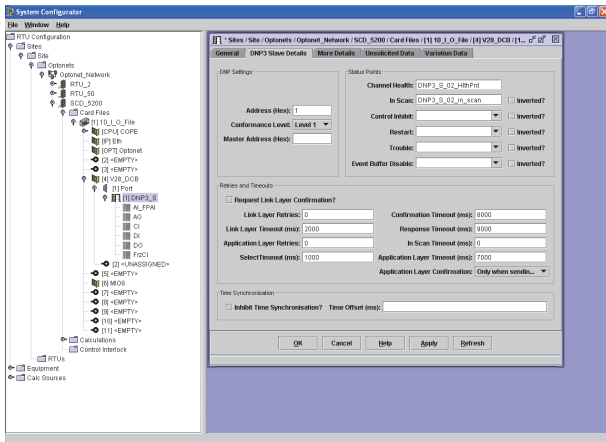 System Configurator
File Window Help
RTU Configuration
Sites
Site
Optonets
Optonet_Network
RTU_2
RTU_50
SCD_5200
Card Files
[1] 10_I_O_File
[CPU] COPE
[IP] Eth
[OPT] Optonet
[2] <EMPTY>
[3] <EMPTY>
[4] V28_DCB
[1] Port
[1] DNP3_S
AI_FPAI
AO
CI
DI
DO
FrzCI
[2] <UNASSIGNED>
[5] <EMPTY>
[6] MIO8
[7] <EMPTY>
[8] <EMPTY>
[9] <EMPTY>
[10] <EMPTY>
[11] <EMPTY>
Calculations
Control Interlock
RTUs
Equipment
Calc Sources
* Sites / Site / Optonets / Optonet_Network / SCD_5200 / Card Files / [1] 10_I_O_File / [4] V28_DCB / [1...
General DNP3 Slave Details More Details Unsolicited Data Variation Data
DNP Settings
Address (Hex): 1
Conformance Level: Level 1
Master Address (Hex):
Status Points
Channel Health: DNP3_S_02_HlthPnt
In Scan: DNP3_S_02_in_scan Inverted?
Control Inhibit: Inverted?
Restart: Inverted?
Trouble: Inverted?
Event Buffer Disable: Inverted?
Retries and Timeouts
Request Link Layer Confirmation?
Link Layer Retries: 0 Confirmation Timeout (ms): 8000
Link Layer Timeout (ms): 2000 Response Timeout (ms): 9000
Application Layer Retries: 0 In Scan Timeout (ms): 0
SelectTimeout (ms): 1000 Application Layer Timeout (ms): 7000
Application Layer Confirmation: Only when sendin...
Time Synchronisation
Inhibit Time Synchronisation? Time Offset (ms):
OK Cancel Help Apply Refresh